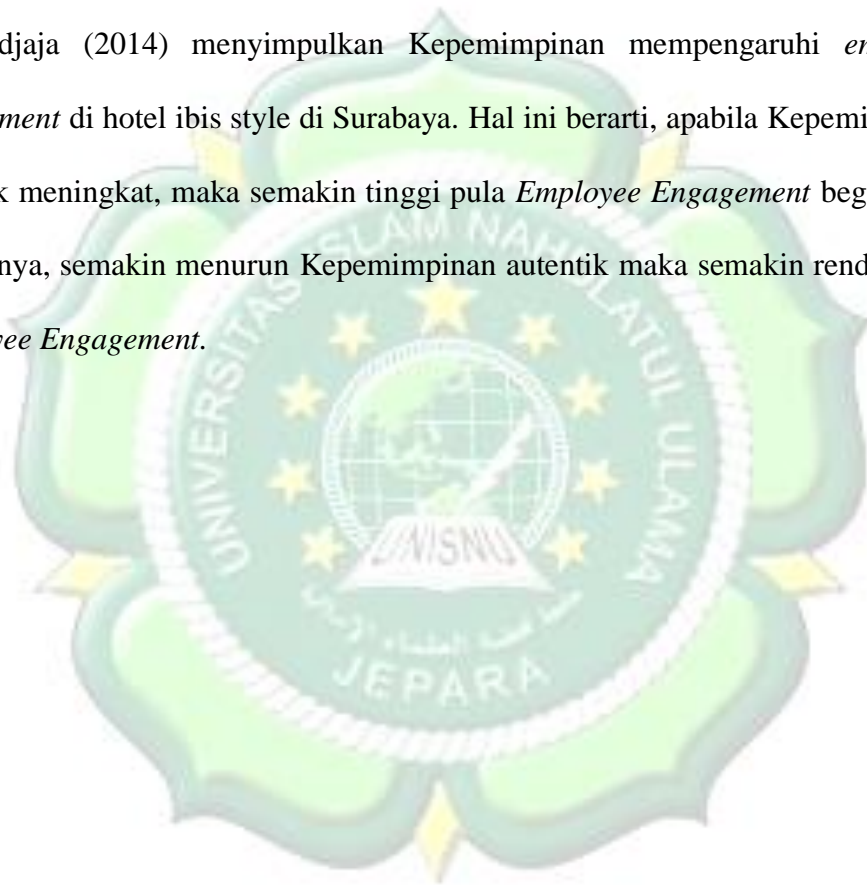 djaja (2014) menyimpulkan Kepemimpinan mempengaruhi em
ment di hotel ibis style di Surabaya. Hal ini berarti, apabila Kepemi
k meningkat, maka semakin tinggi pula Employee Engagement beg
nya, semakin menurun Kepemimpinan autentik maka semakin rend
yee Engagement.
UNIVERSITAS ISLAM NAHDLATUL ULAMA
UNISNU
JEPARA